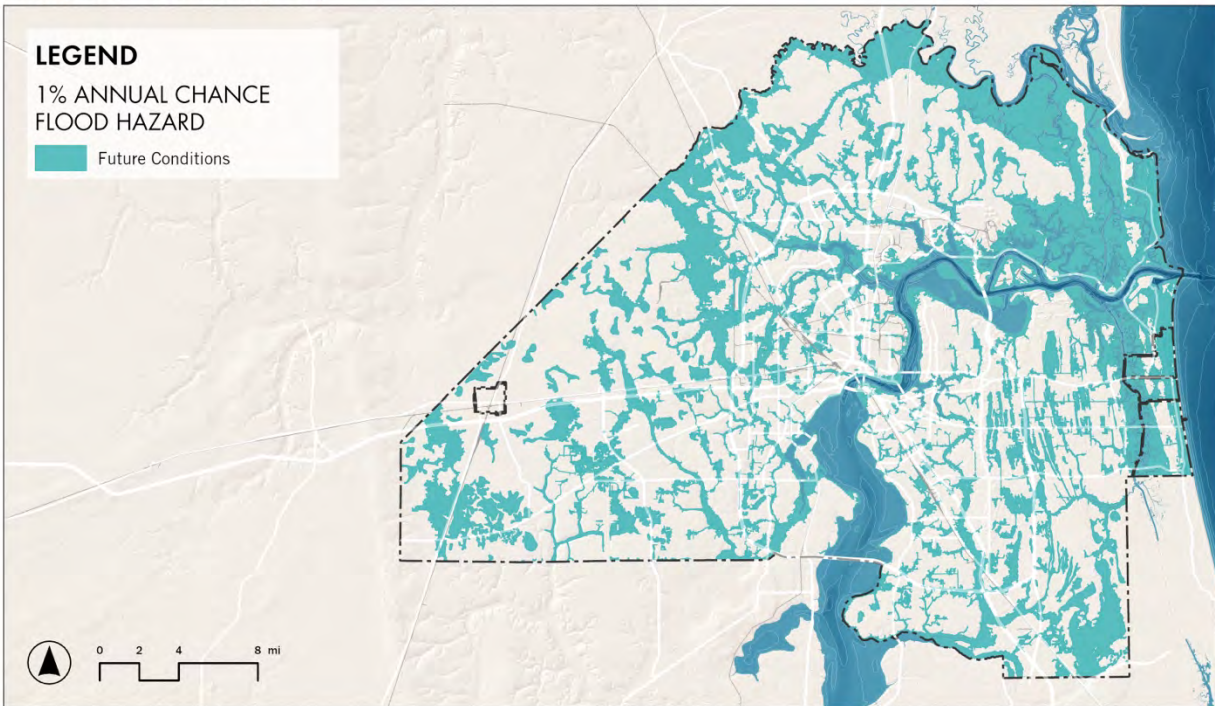 LEGEND
1% ANNUAL CHANCE
FLOOD HAZARD
Future Conditions
0 2 4 8 mi